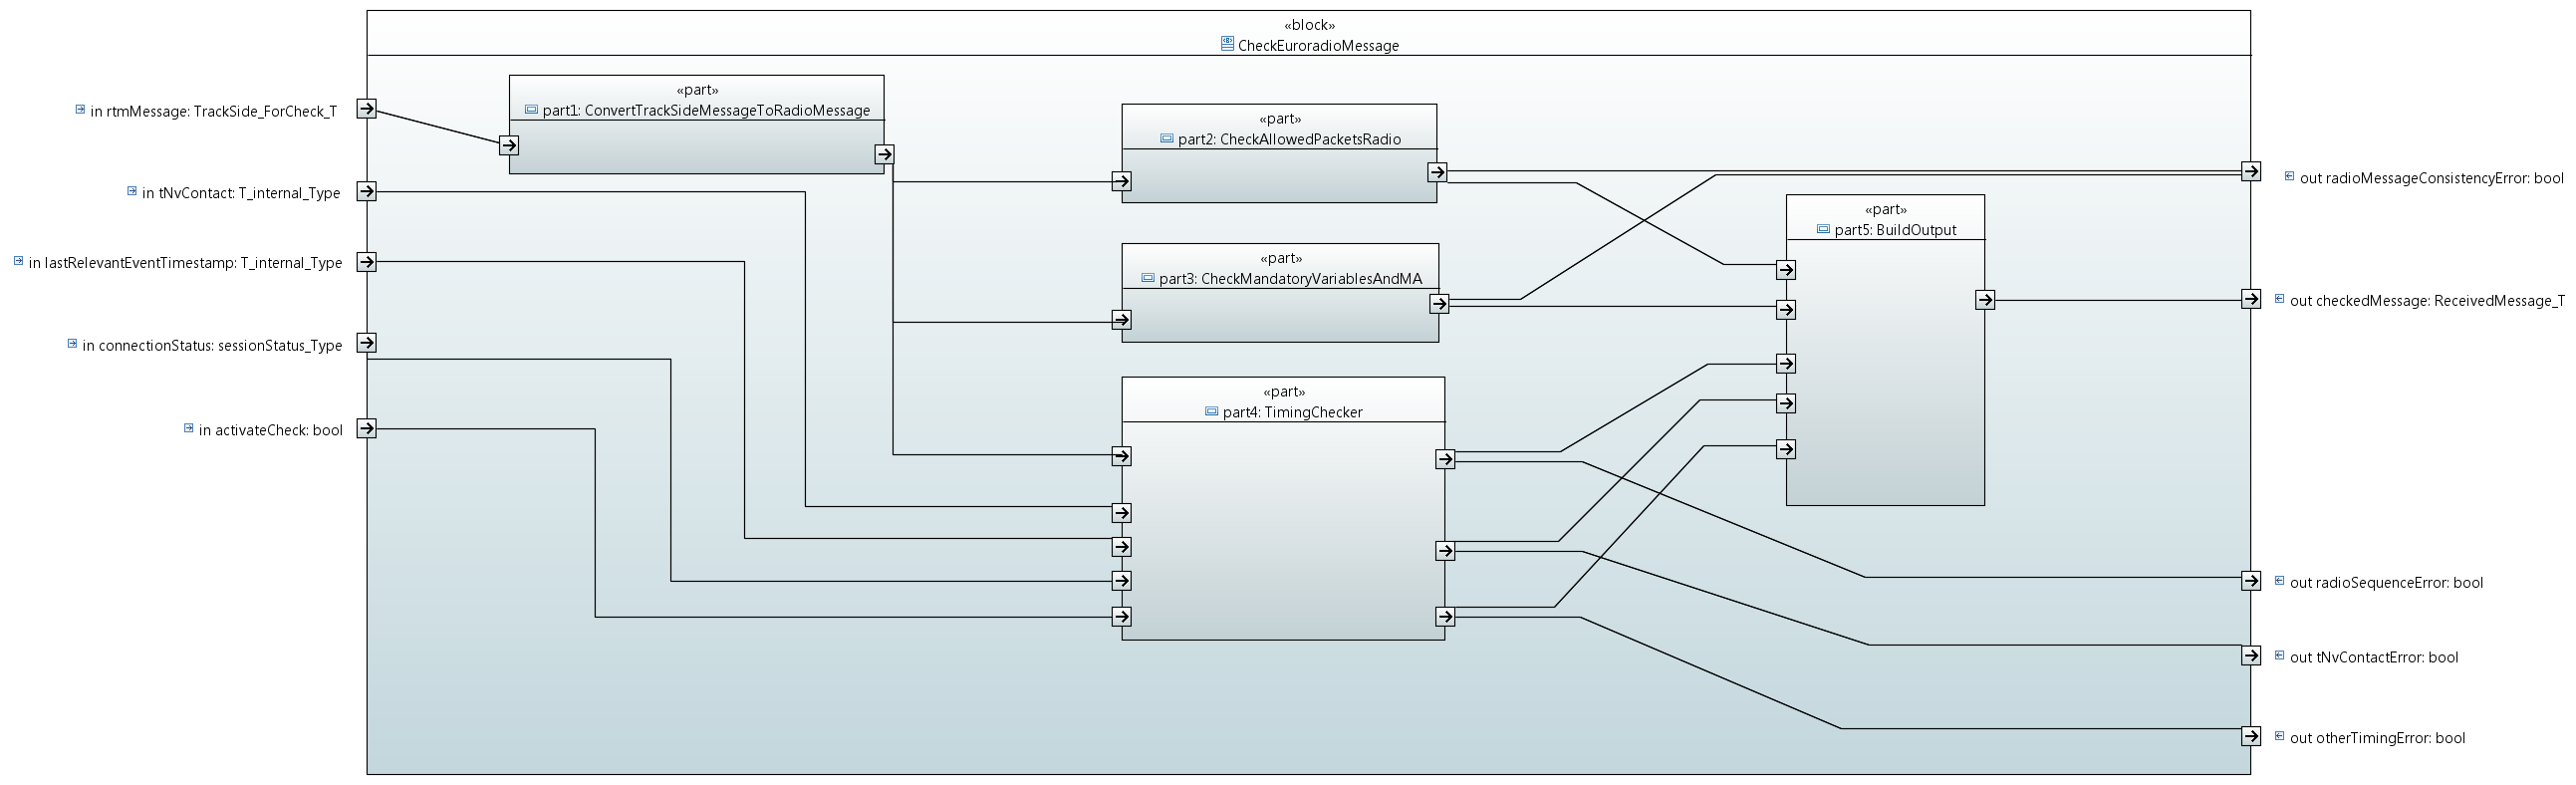 «block»
CheckEuroradioMessage
in rtmMessage: TrackSide_ForCheck_T
in tNvContact: T_internal_Type
in lastRelevantEventTimestamp: T_internal_Type
in connectionStatus: sessionStatus_Type
in activateCheck: bool
«part»
part1: ConvertTrackSideMessageToRadioMessage
«part»
part2: CheckAllowedPacketsRadio
«part»
part3: CheckMandatoryVariablesAndMA
«part»
part4: TimingChecker
«part»
part5: BuildOutput
out radioMessageConsistencyError: bool
out checkedMessage: ReceivedMessage_T
out radioSequenceError: bool
out tNvContactError: bool
out otherTimingError: bool